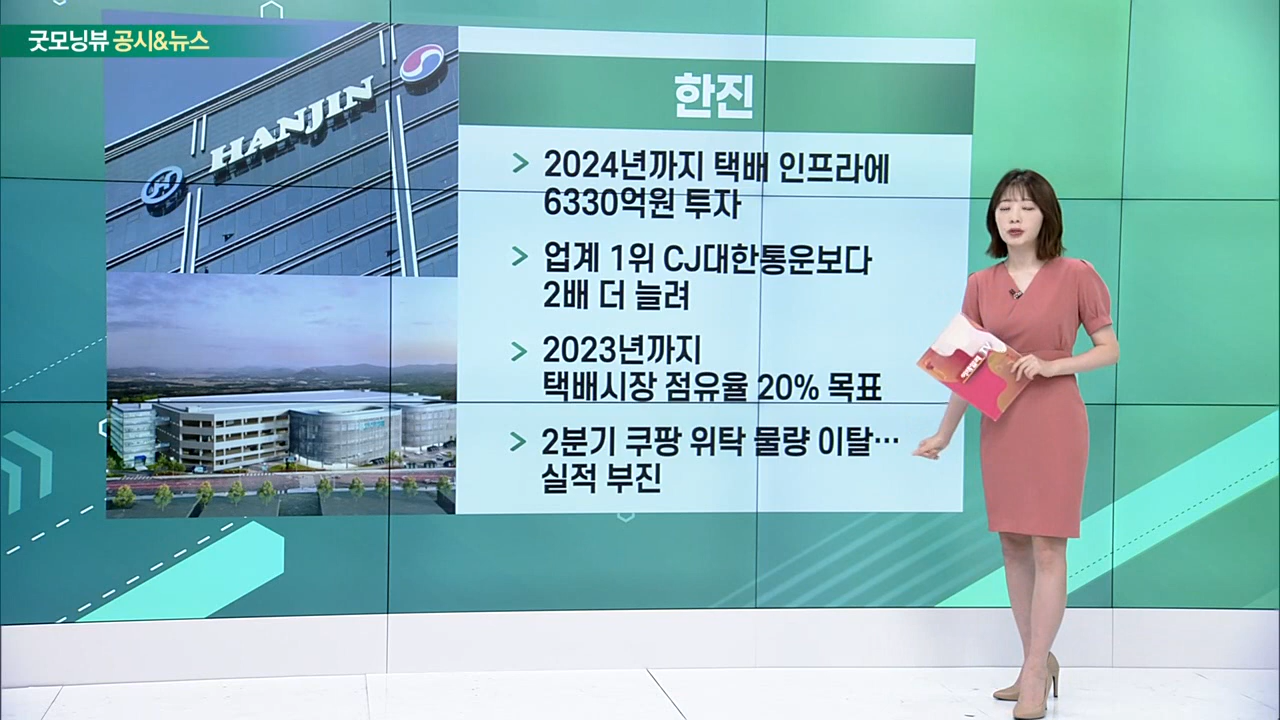 굿모닝뷰 공시&뉴스
HANJIN
한진
> 2024년까지 택배 인프라에
6330억원 투자
> 업계 1위 CJ대한통운보다
2배 더 늘려
> 2023년까지
택배시장 점유율 20% 목표
> 2분기 쿠팡 위탁 물량 이탈…
실적 부진